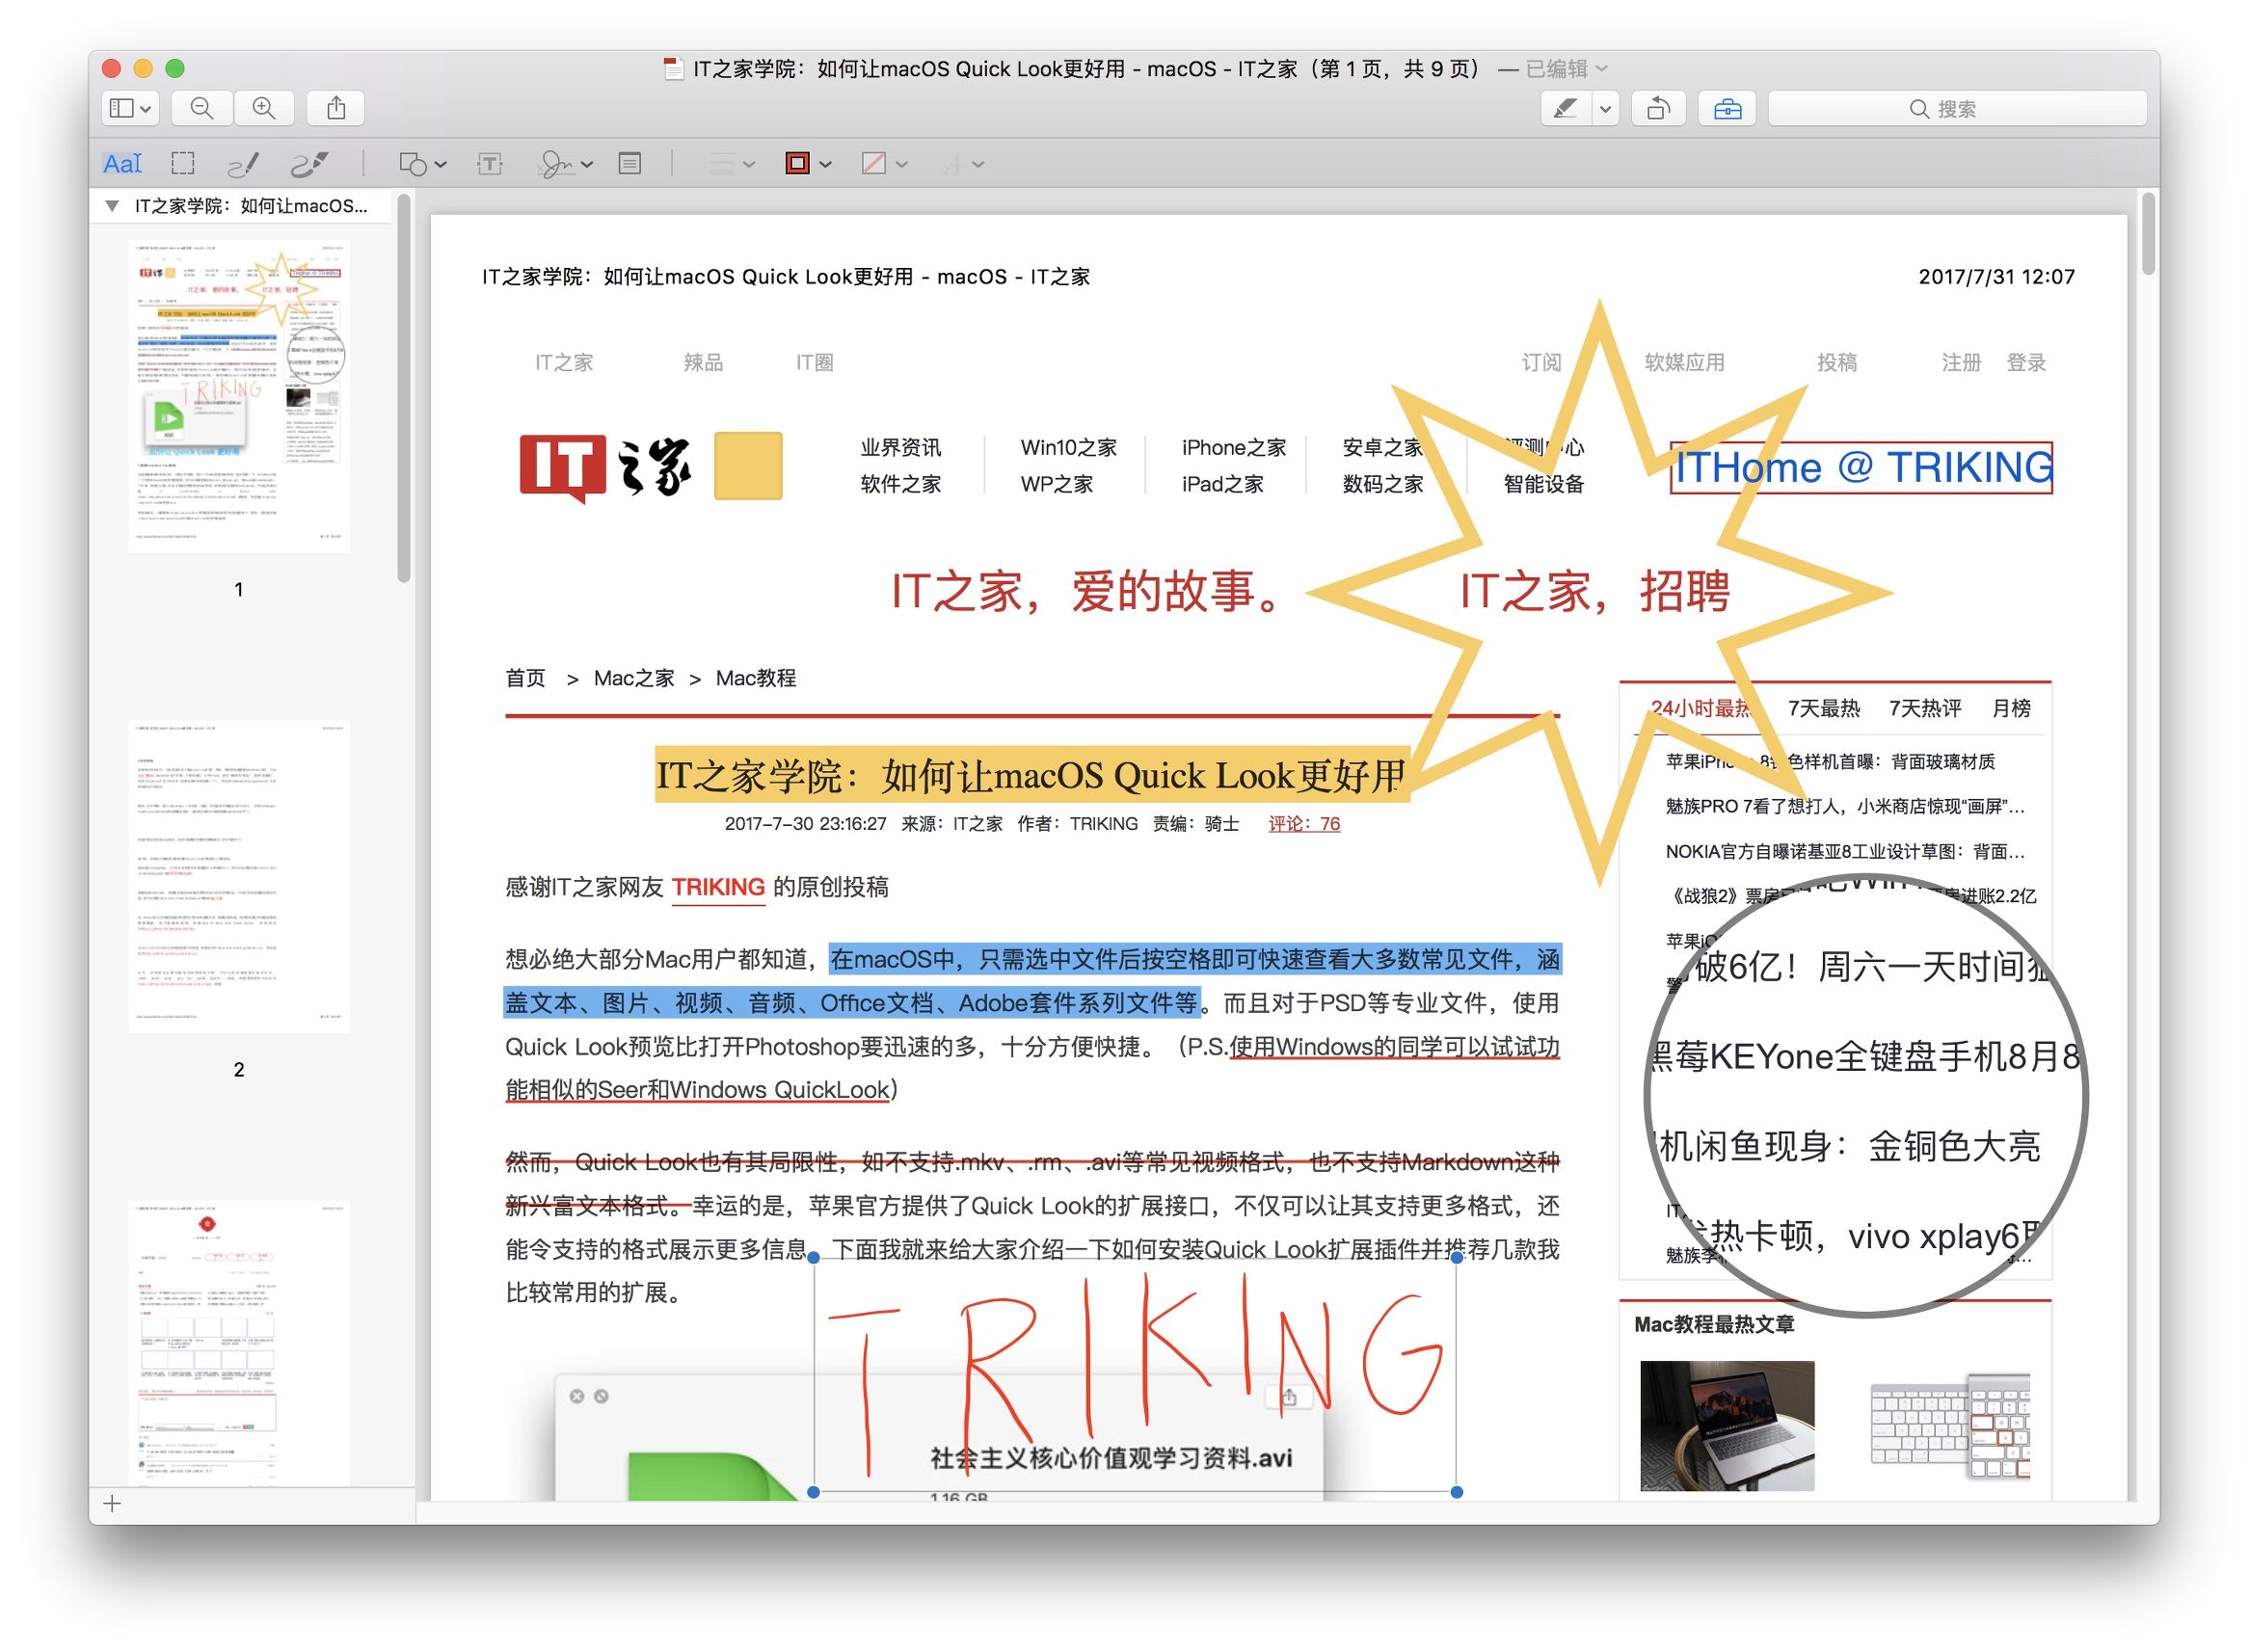 IT之家学院：如何让macOS Quick Look更好用 - macOS - IT之家（第 1 页，共 9 页） — 已编辑
搜索
AaI
IT之家学院：如何让macOS...
1
2
IT之家学院：如何让macOS Quick Look更好用 - macOS - IT之家
2017/7/31 12:07
IT之家 辣品 IT圈 订阅 软媒应用 投稿 注册 登录
IT之家
业界资讯 Win10之家 iPhone之家 安卓之家 评测中心
软件之家 WP之家 iPad之家 数码之家 智能设备
ITHome @ TRIKING
IT之家，爱的故事。 IT之家，招聘
首页 > Mac之家 > Mac教程
IT之家学院：如何让macOS Quick Look更好用
2017-7-30 23:16:27 来源：IT之家 作者：TRIKING 责编：骑士 评论：76
感谢IT之家网友 TRIKING 的原创投稿
想必绝大部分Mac用户都知道，在macOS中，只需选中文件后按空格即可快速查看大多数常见文件，涵
盖文本、图片、视频、音频、Office文档、Adobe套件系列文件等。而且对于PSD等专业文件，使用
Quick Look预览比打开Photoshop要迅速的多，十分方便快捷。（P.S.使用Windows的同学可以试试功
能相似的Seer和Windows QuickLook）
然而，Quick Look也有其局限性，如不支持.mkv、.rm、.avi等常见视频格式，也不支持Markdown这种
新兴富文本格式。幸运的是，苹果官方提供了Quick Look的扩展接口，不仅可以让其支持更多格式，还
能令支持的格式展示更多信息。下面我就来给大家介绍一下如何安装Quick Look扩展插件并推荐几款我
比较常用的扩展。
TRIKING
社会主义核心价值观学习资料.avi
1.16 GB
24小时最热 7天最热 7天热评 月榜
苹果iPhone 8银色样机首曝：背面玻璃材质
魅族PRO 7看了想打人，小米商店惊现“画屏”...
NOKIA官方自曝诺基亚8工业设计草图：背面...
《战狼2》票房 进账2.2亿
苹果
破6亿！周六一天时间
黑莓KEYone全键盘手机8月8
机闲鱼现身：金铜色大亮
IT
热卡顿，vivo xplay6
魅族李
Mac教程最热文章